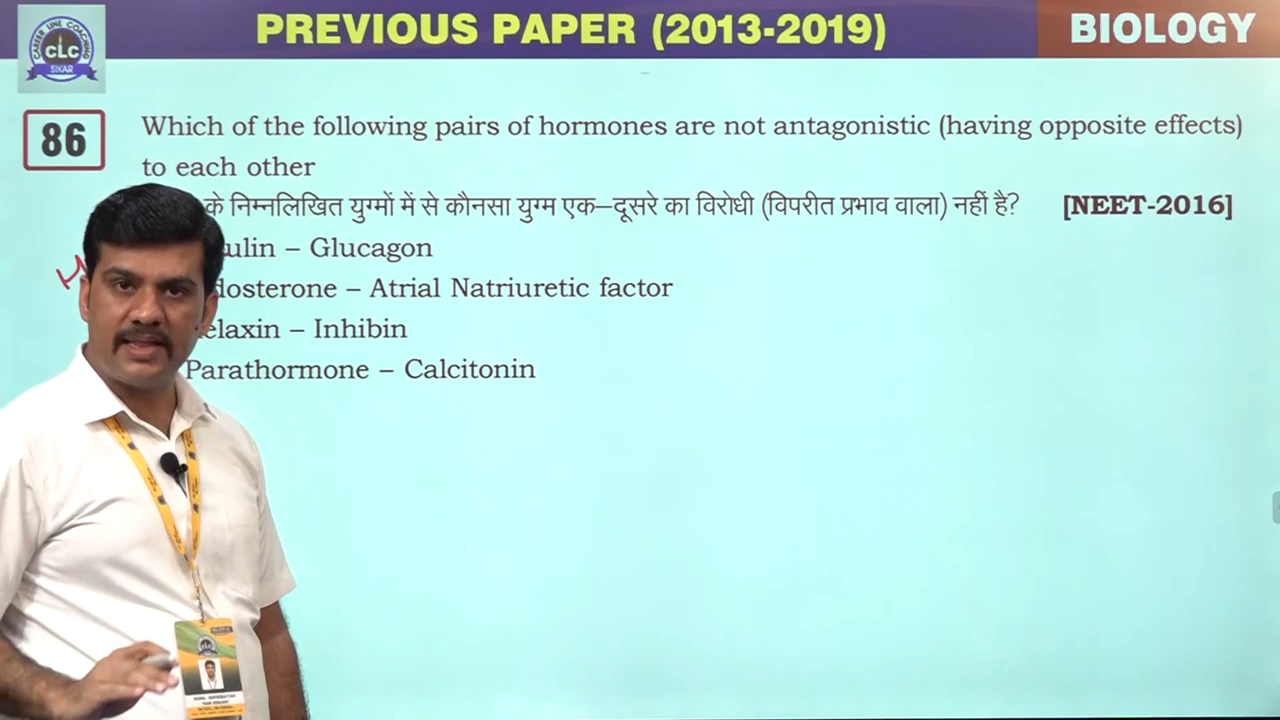 PREVIOUS PAPER (2013-2019)
BIOLOGY
CAREER LINE COACHING
CLC
SIKAR
86
Which of the following pairs of hormones are not antagonistic (having opposite effects)
to each other
के निम्नलिखित युग्मों में से कौनसा युग्म एक–दूसरे का विरोधी (विपरीत प्रभाव वाला) नहीं है? [NEET-2016]
ulin – Glucagon
dosterone – Atrial Natriuretic factor
elaxin – Inhibin
Parathormone – Calcitonin
CLC